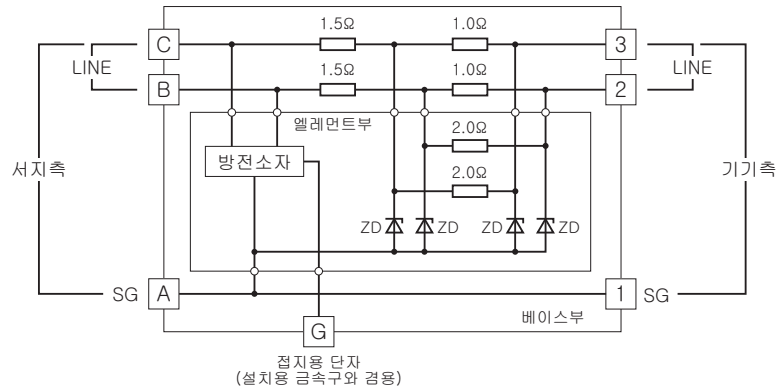 1.5Ω
1.0Ω
C
3
LINE
LINE
1.5Ω
1.0Ω
B
2
엘레먼트부
2.0Ω
방전소자
서지측
기기측
2.0Ω
ZD
ZD
ZD
ZD
SG
A
1
SG
베이스부
G
접지용 단자
(설치용 금속구와 겸용)